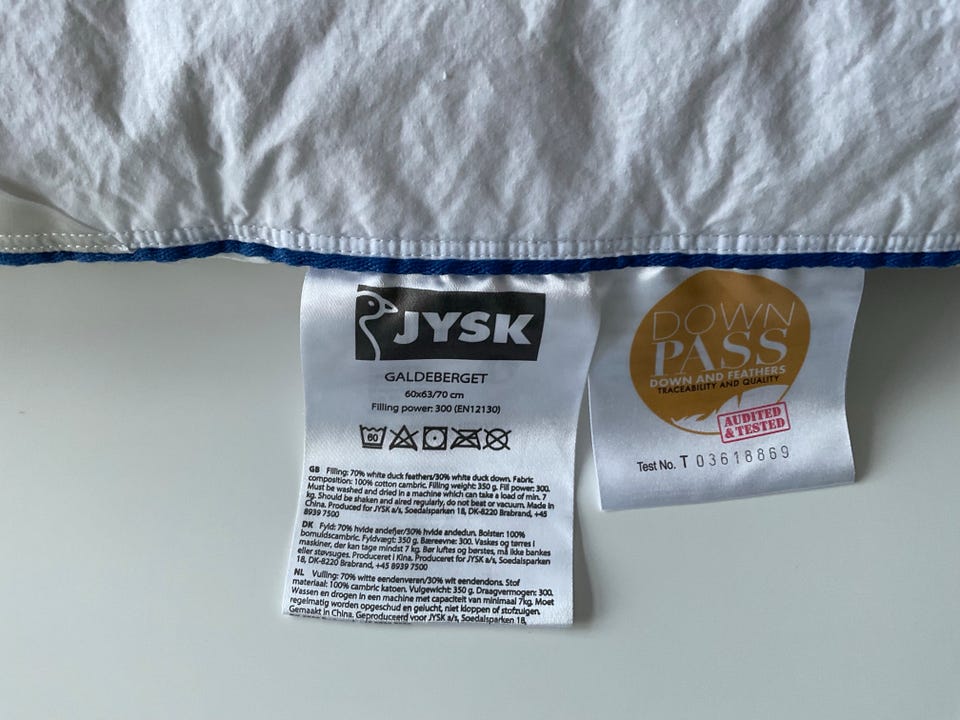 JYSK
GALDEBERGET
60x63/70 cm
Filling power: 300 (EN12130)
60
GB Filling: 70% white duck feathers/30% white duck down. Fabric
composition: 100% cotton cambric. Filling weight: 350 g. Fill power: 300.
Must be washed and dried in a machine which can take a load of min. 7
kg. Should be shaken and aired regularly, do not beat or vacuum. Made in
China. Produced for JYSK a/s, Soedalsparken 18, DK-8220 Brabrand, +45
8939 7500
DK Fyld: 70% hvide andefjer/30% hvide andedun. Bolster: 100%
bomuldscambric. Fyldvægt: 350 g. Bæreevne: 300. Vaskes og tørres i
maskiner, der kan tage mindst 7 kg. Bør luftes og børstes, må ikke bankes
eller støvsuges. Produceret i Kina. Produceret for JYSK a/s, Soedalsparken
18, DK-8220 Brabrand, +45 8939 7500
NL Vulling: 70% witte eendenveren/30% wit eendendons. Stof
materiaal: 100% cambric katoen. Vulgewicht: 350 g. Draagvermogen: 300.
Wassen en drogen in een machine met capaciteit van minimaal 7kg. Moet
regelmatig worden opgeschud en gelucht, niet kloppen of stofzuigen.
Gemaakt in China. Geproduceerd voor JYSK a/s, Soedalsparken 18,
DOWN
PASS
DOWN AND FEATHERS
TRACEABILITY AND QUALITY
AUDITED
& TESTED
Test No. T 03618869